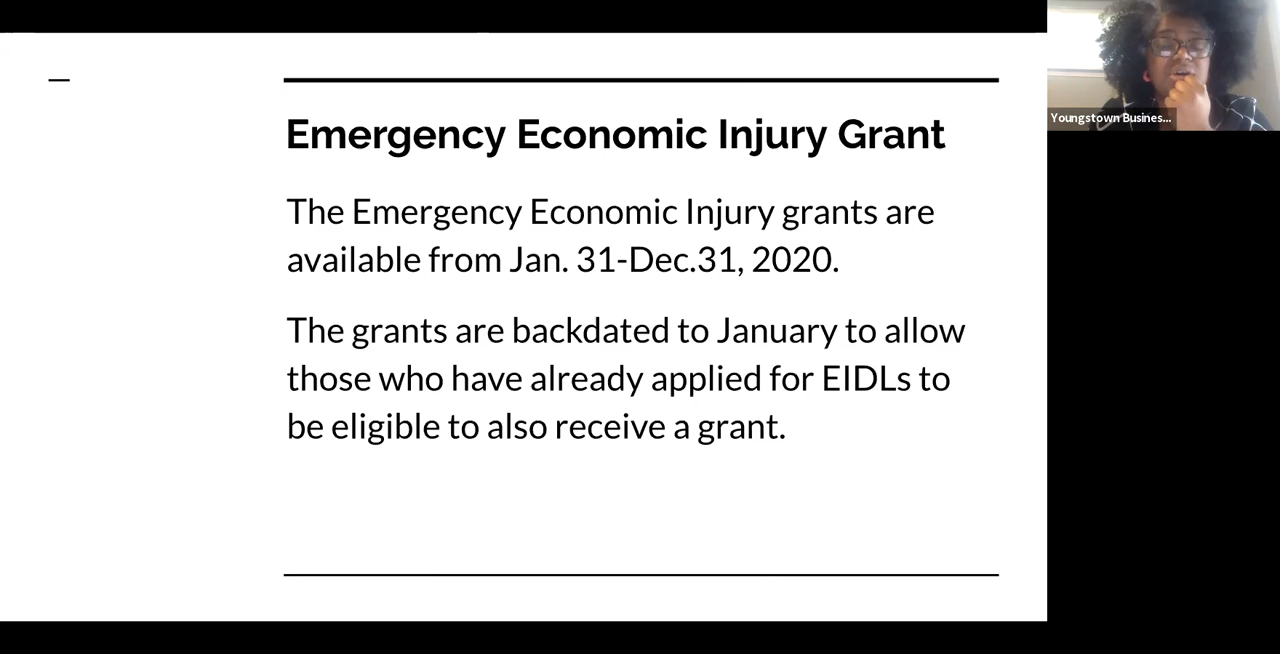 Emergency Economic Injury Grant
The Emergency Economic Injury grants are
available from Jan. 31-Dec.31, 2020.
The grants are backdated to January to allow
those who have already applied for EIDLs to
be eligible to also receive a grant.
Youngstown Busines...